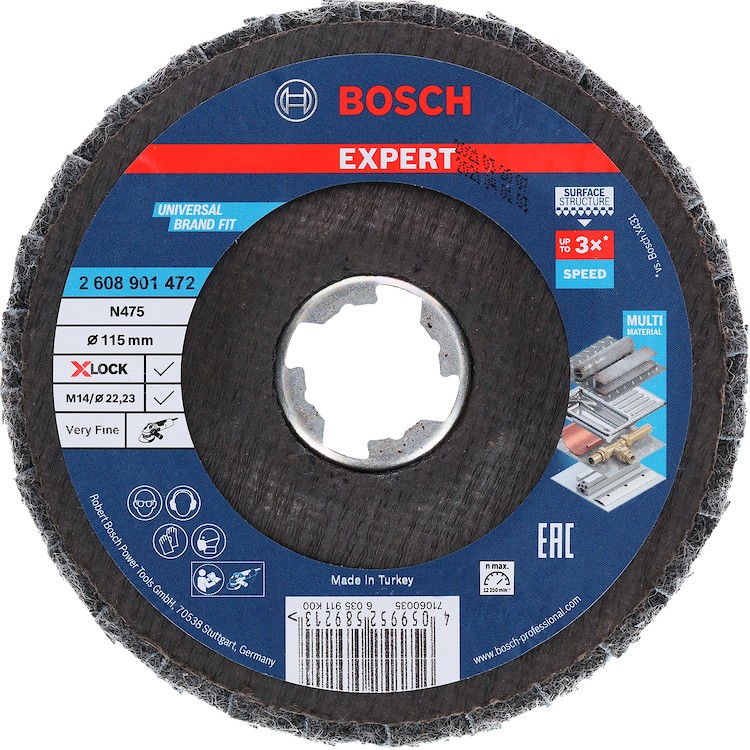 BOSCH
EXPERT
UNIVERSAL
BRAND FIT
SURFACE
STRUCTURE
UP TO 3x*
SPEED
* vs. Bosch X431
2 608 901 472
N475
Ø 115 mm
X LOCK
M14/Ø 22,23
Very Fine
MULTI
MATERIAL
EAC
n max.
12 250 min⁻¹
Made in Turkey
Robert Bosch Power Tools GmbH, 70538 Stuttgart, Germany
www.bosch-professional.com
6 035 911 K00
71060035
4 059952 589213 >